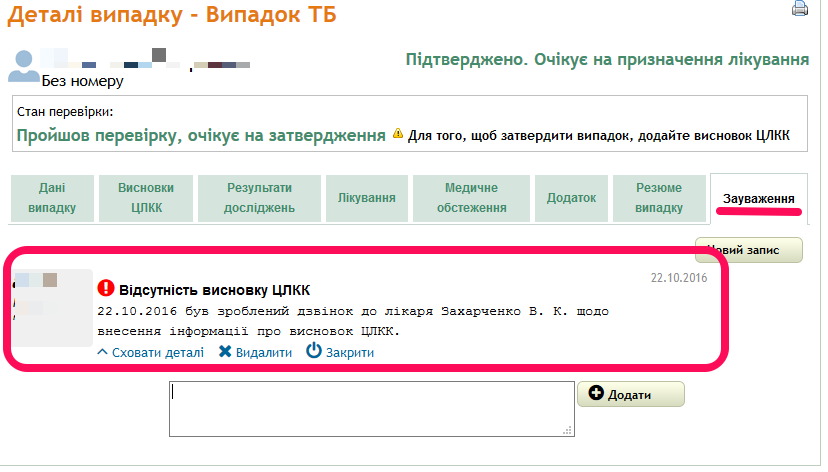 Деталі випадку - Випадок ТБ
Підтверджено. Очікує на призначення лікування
Без номеру
Стан перевірки:
Пройшов перевірку, очікує на затвердження Для того, щоб затвердити випадок, додайте висновок ЦЛКК
Дані випадку
Висновки ЦЛКК
Результати досліджень
Лікування
Медичне обстеження
Додаток
Резюме випадку
Зауваження
Новий запис
22.10.2016
Відсутність висновку ЦЛКК
22.10.2016 був зроблений дзвінок до лікаря Захарченко В. К. щодо
внесення інформації про висновок ЦЛКК.
Сховати деталі Видалити Закрити
Додати